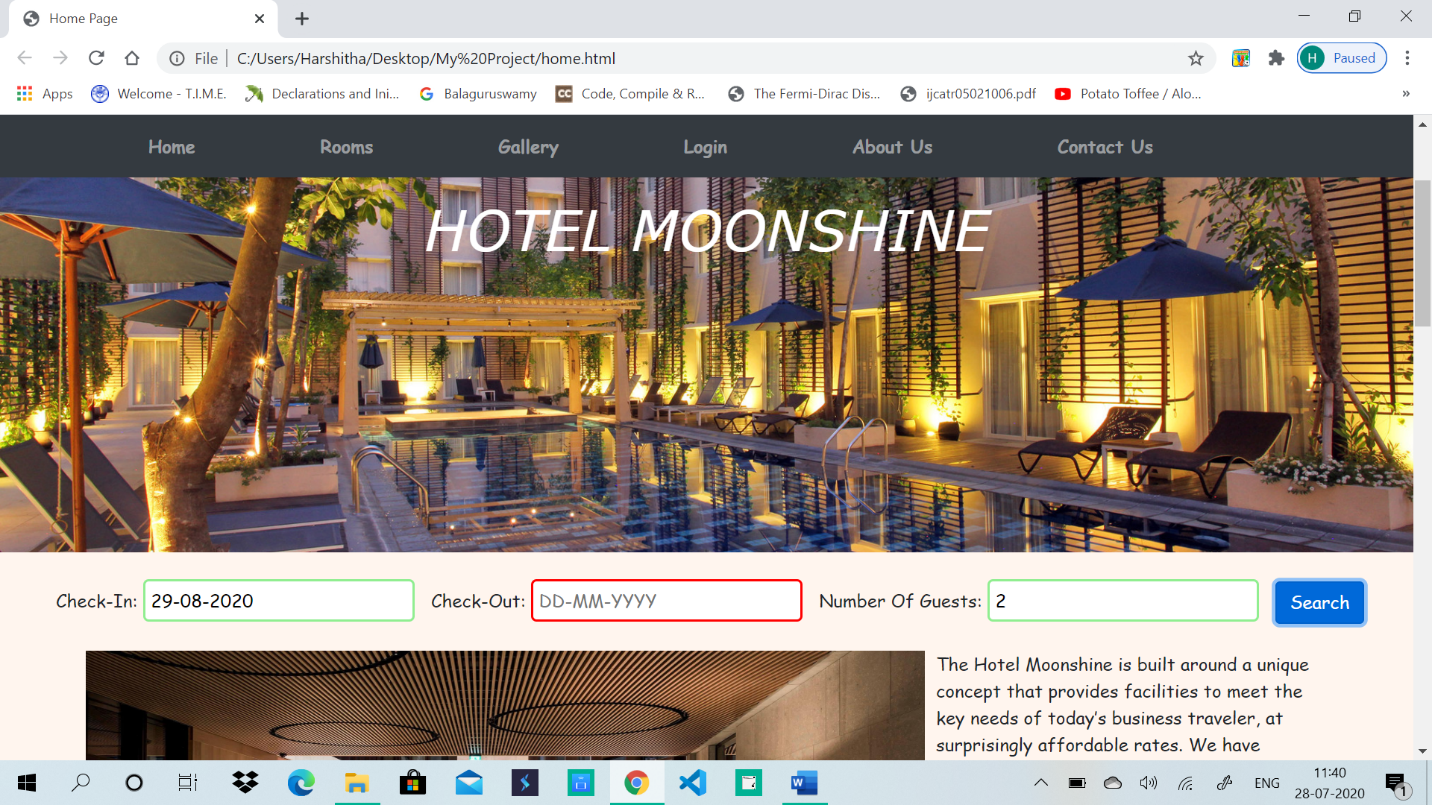 Home Page
File | C:/Users/Harshitha/Desktop/My%20Project/home.html
H Paused
Apps Welcome - T.I.M.E. Declarations and Ini... Balaguruswamy CC Code, Compile & R... The Fermi-Dirac Dis... ijcatr05021006.pdf Potato Toffee / Alo... »
Home Rooms Gallery Login About Us Contact Us
HOTEL MOONSHINE
Check-In: 29-08-2020 Check-Out: DD-MM-YYYY Number Of Guests: 2 Search
The Hotel Moonshine is built around a unique
concept that provides facilities to meet the
key needs of today's business traveler, at
surprisingly affordable rates. We have
ENG
11:40
28-07-2020
1